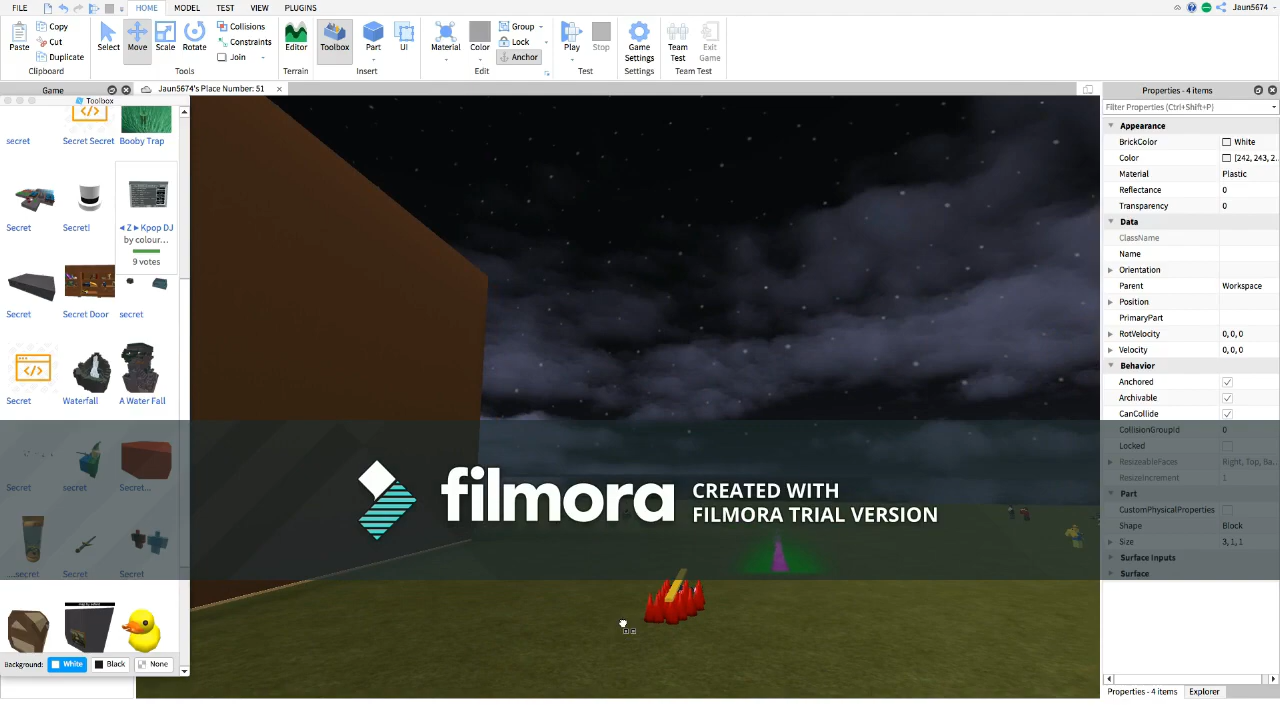 FILE HOME MODEL TEST VIEW PLUGINS Jaun5674
Copy Collisions Group
Cut Constraints Lock
Paste Duplicate Select Move Scale Rotate Join Editor Toolbox Part UI Material Color Anchor Play Stop Game Settings Team Test Exit Game
Clipboard Tools Terrain Insert Edit Test Settings Team Test
Game Jaun5674's Place Number: 51 Properties - 4 items
Toolbox
Filter Properties (Ctrl+Shift+P)
secret Secret Secret Booby Trap
Secret Secret! ◄Z►Kpop DJ
by colour...
9 votes
Secret Secret Door secret
Secret Waterfall A Water Fall
Secret secret Secret...
...secret Secret Secret
Background: White Black None
filmora CREATED WITH
FILMORA TRIAL VERSION
Appearance
BrickColor White
Color [242, 243, 2...
Material Plastic
Reflectance 0
Transparency 0
Data
ClassName
Name
Orientation
Parent Workspace
Position
PrimaryPart
RotVelocity 0, 0, 0
Velocity 0, 0, 0
Behavior
Anchored
Archivable
CanCollide
CollisionGroupId 0
Locked
ResizeableFaces Right, Top, Ba...
ResizeIncrement 1
Part
CustomPhysicalProperties
Shape Block
Size 3, 1, 1
Surface Inputs
Surface
Properties - 4 items Explorer